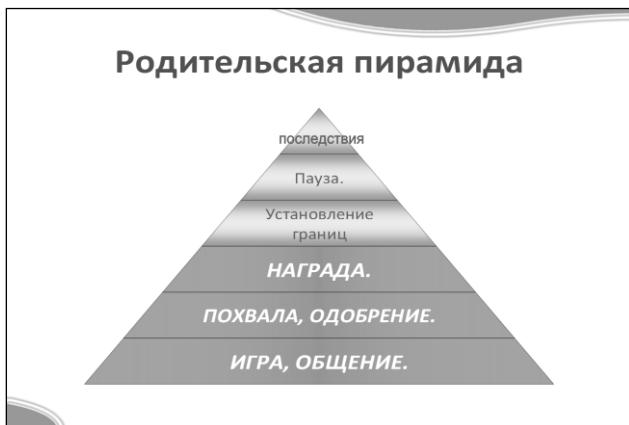 Родительская пирамида
последствия
Пауза.
Установление
границ
НАГРАДА.
ПОХВАЛА, ОДОБРЕНИЕ.
ИГРА, ОБЩЕНИЕ.